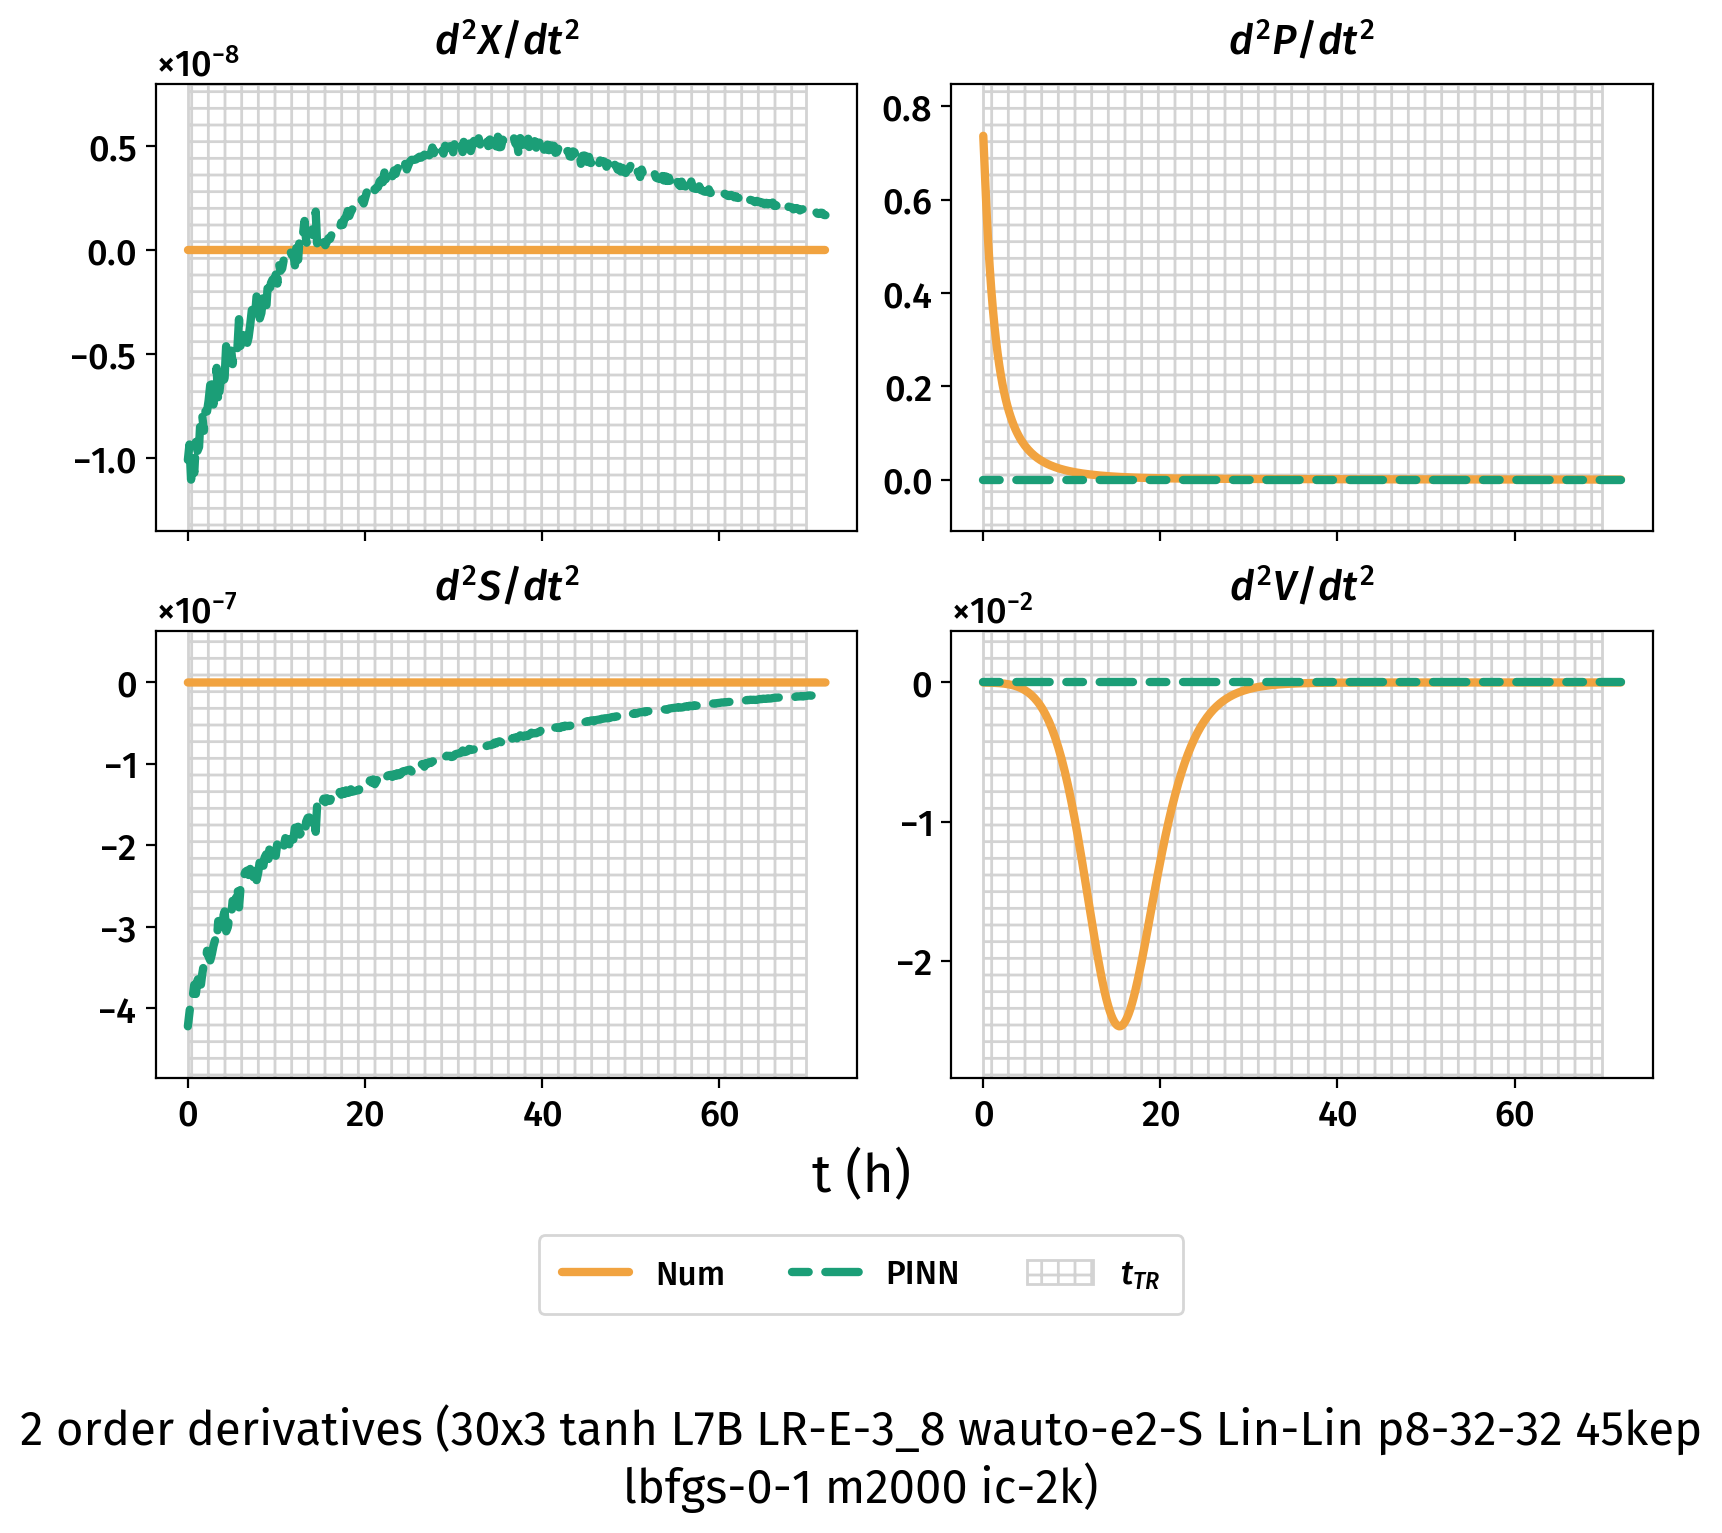 d²X/dt²
d²P/dt²
×10⁻⁸
0.5
0.0
−0.5
−1.0
0.8
0.6
0.4
0.2
0.0
d²S/dt²
d²V/dt²
×10⁻⁷
0
−1
−2
−3
−4
×10⁻²
0
−1
−2
0 20 40 60
0 20 40 60
t (h)
Num PINN t_TR
2 order derivatives (30x3 tanh L7B LR-E-3_8 wauto-e2-S Lin-Lin p8-32-32 45kep
lbfgs-0-1 m2000 ic-2k)